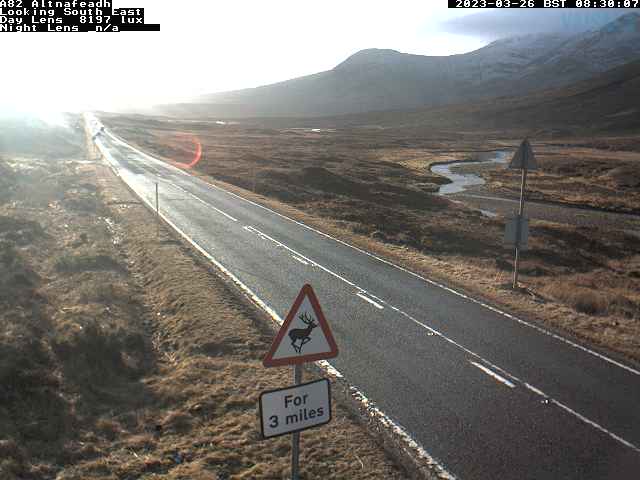 A82 Altnafeadh
Looking South East
Day Lens 8197 lux
Night Lens n/a
2023-03-26 BST 08:30:07
For
3 miles